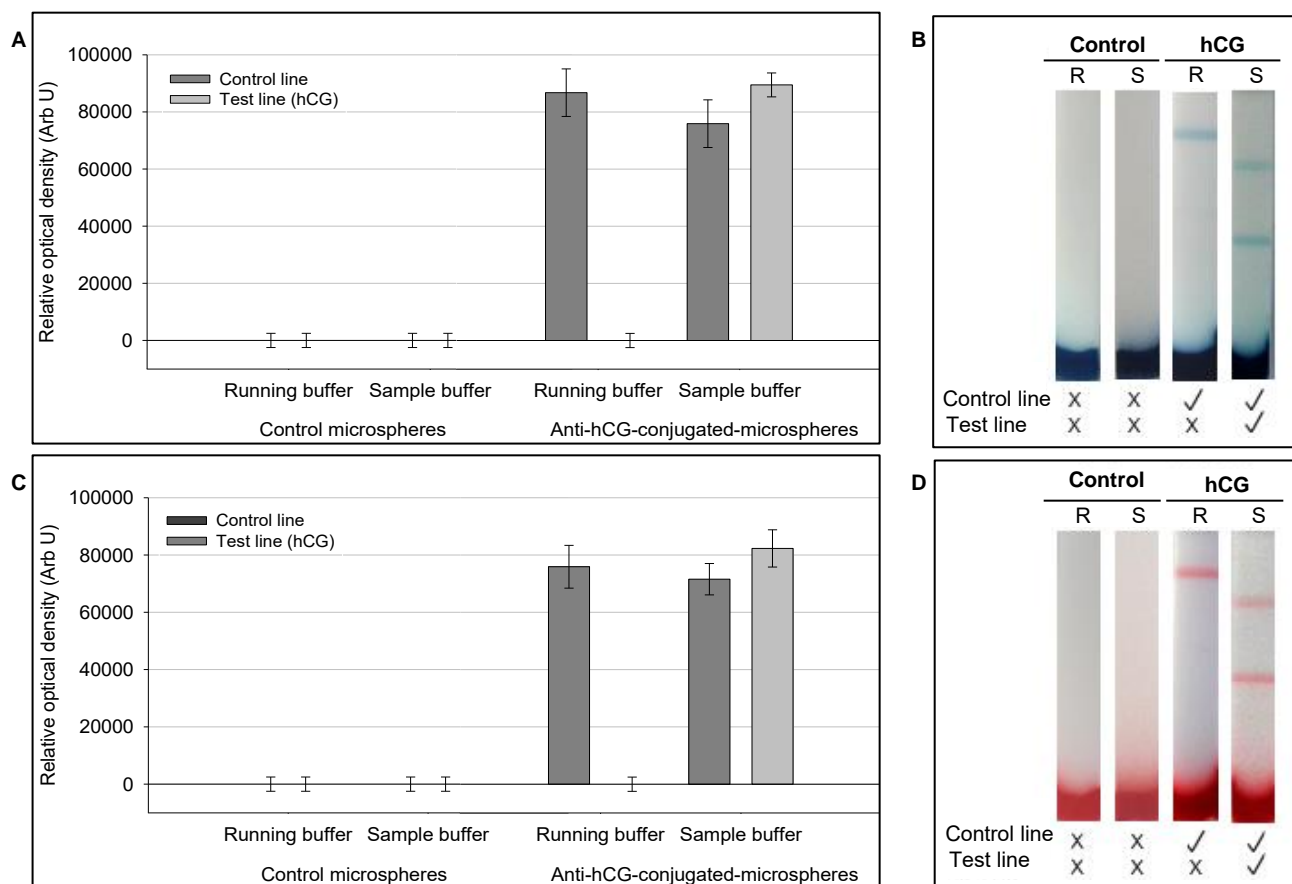 A
Relative optical density (Arb U)
100000
80000
60000
40000
20000
0
Control line
Test line (hCG)
Running buffer Sample buffer Running buffer Sample buffer
Control microspheres Anti-hCG-conjugated-microspheres
B
Control hCG
R S R S
Control line X X ✓ ✓
Test line X X X ✓
C
Relative optical density (Arb U)
100000
80000
60000
40000
20000
0
Control line
Test line (hCG)
Running buffer Sample buffer Running buffer Sample buffer
Control microspheres Anti-hCG-conjugated-microspheres
D
Control hCG
R S R S
Control line X X ✓ ✓
Test line X X X ✓